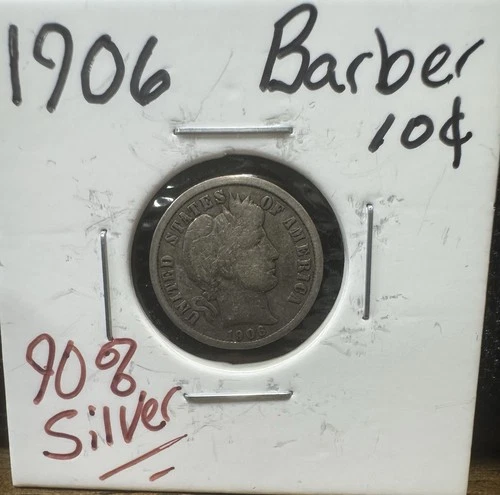 1906 Barber
10¢
UNITED STATES OF AMERICA
1906
90%
Silver